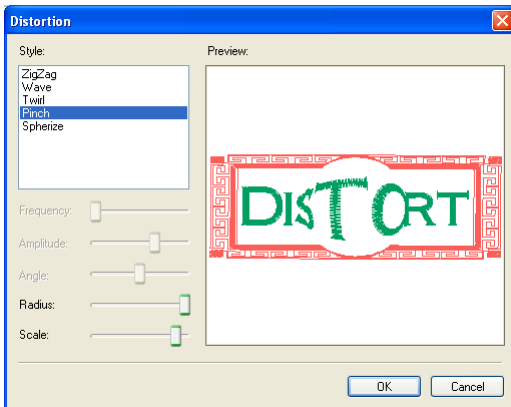 Distortion
Style:
ZigZag
Wave
Twirl
Pinch
Spherize
Frequency:
Amplitude:
Angle:
Radius:
Scale:
Preview:
DISTORT
OK
Cancel